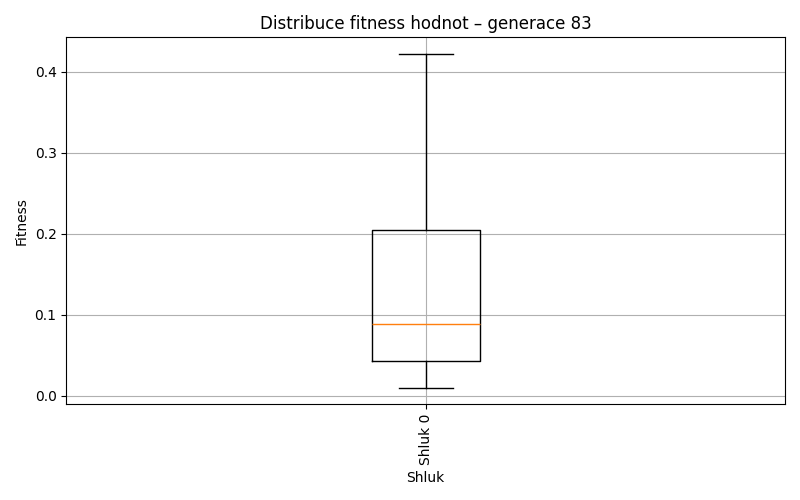 Distribuce fitness hodnot – generace 83
0.4
0.3
0.2
0.1
0.0
Fitness
Shluk 0
Shluk